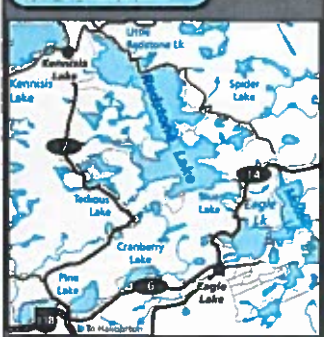 Little
Redstone Lk
Kennisis
Lake
Kennisis
Lake
Redstone Lake
Spider
Lake
7
14
Tedious
Lake
Lake
Eagle
Lk
Cranberry
Lake
Pine
Lake
6
Eagle
Lake
To Haliburton